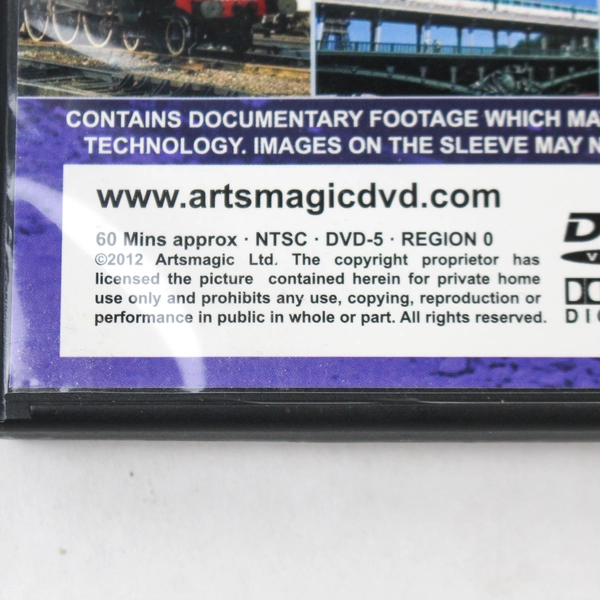 CONTAINS DOCUMENTARY FOOTAGE WHICH MA
TECHNOLOGY. IMAGES ON THE SLEEVE MAY N
www.artsmagicdvd.com
60 Mins approx · NTSC · DVD-5 · REGION 0
©2012 Artsmagic Ltd. The copyright proprietor has
licensed the picture contained herein for private home
use only and prohibits any use, copying, reproduction or
performance in public in whole or part. All rights reserved.